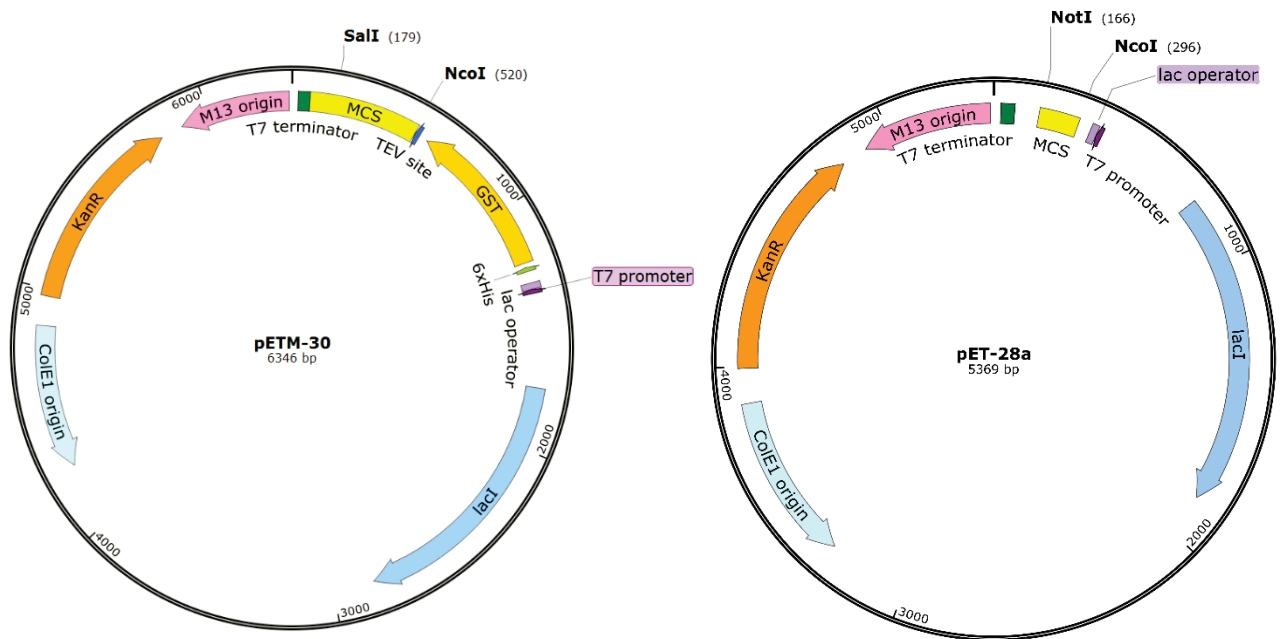 SalI (179)
NcoI (520)
6000
M13 origin
T7 terminator
MCS
TEV site
GST
1000
KanR
6xHis
lac operator
T7 promoter
5000
pETM-30
6346 bp
ColE1 origin
2000
lacI
4000
3000
NotI (166)
NcoI (296)
lac operator
5000
M13 origin
T7 terminator
MCS
T7 promoter
KanR
1000
lacI
pET-28a
5369 bp
4000
ColE1 origin
2000
3000